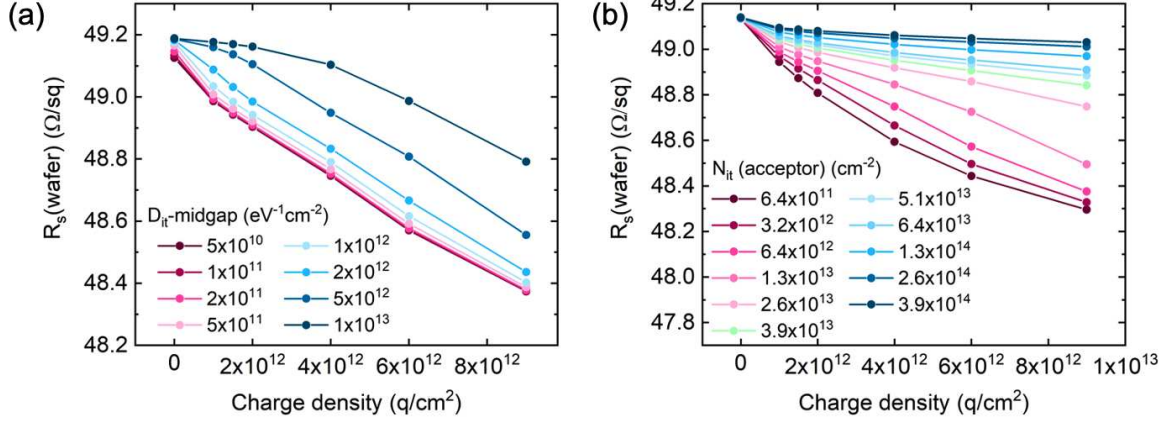 (a)
49.2
49.0
48.8
48.6
48.4
48.2
Rs(wafer) (Ω/sq)
Dit-midgap (eV-1cm-2)
5x10^10 1x10^12
1x10^11 2x10^12
2x10^11 5x10^12
5x10^11 1x10^13
0 2x10^12 4x10^12 6x10^12 8x10^12
Charge density (q/cm^2)
(b)
49.2
49.0
48.8
48.6
48.4
48.2
48.0
47.8
Rs(wafer) (Ω/sq)
Nit (acceptor) (cm-2)
6.4x10^11 5.1x10^13
3.2x10^12 6.4x10^13
6.4x10^12 1.3x10^14
1.3x10^13 2.6x10^14
2.6x10^13 3.9x10^14
3.9x10^13
0 2x10^12 4x10^12 6x10^12 8x10^12 1x10^13
Charge density (q/cm^2)